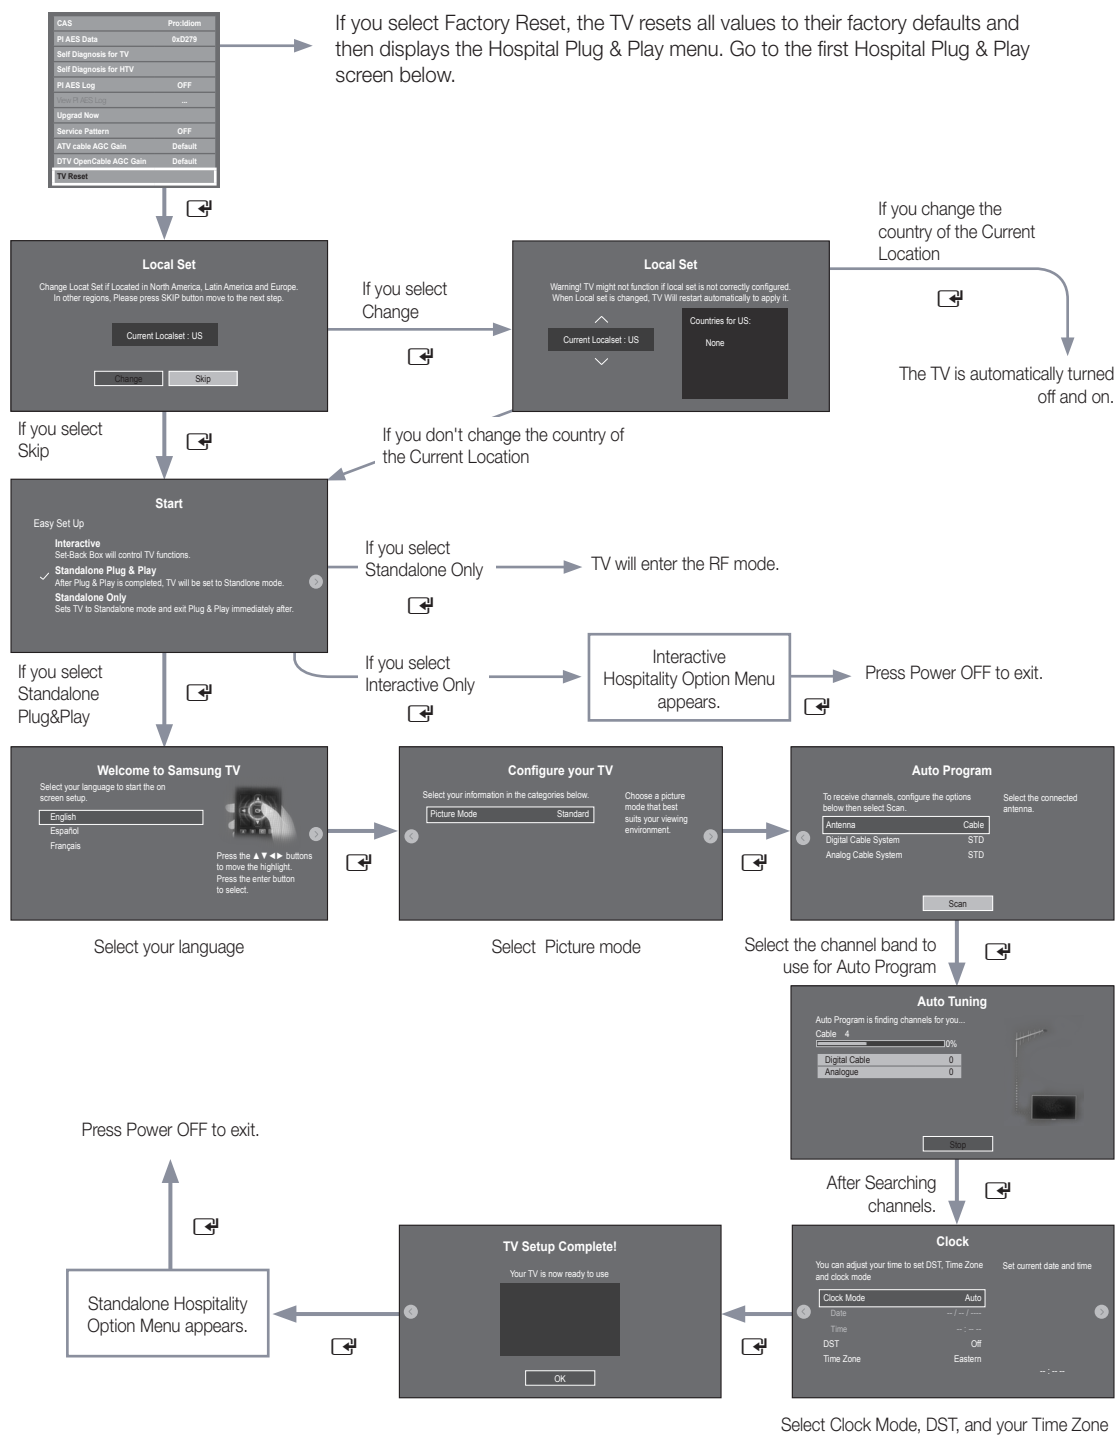 CAS Pro:Idiom
PI AES Data 0xD279
Self Diagnosis for TV
Self Diagnosis for HTV
PI AES Log OFF
View PI AES Log ...
Upgrad Now
Service Pattern OFF
ATV cable AGC Gain Default
DTV OpenCable AGC Gain Default
TV Reset
If you select Factory Reset, the TV resets all values to their factory defaults and
then displays the Hospital Plug & Play menu. Go to the first Hospital Plug & Play
screen below.
Local Set
Change Locat Set if Located in North America, Latin America and Europe.
In other regions, Please press SKIP button move to the next step.
Current Localset : US
Change Skip
If you select
Change
Local Set
Warning! TV might not function if local set is not correctly configured.
When Local set is changed, TV Will restart automatically to apply it.
Current Localset : US
Countries for US:
None
If you change the
country of the Current
Location
The TV is automatically turned
off and on.
If you select
Skip
If you don't change the country of
the Current Location
Start
Easy Set Up
Interactive
Set-Back Box will control TV functions.
Standalone Plug & Play
After Plug & Play is completed, TV will be set to Standlone mode.
Standalone Only
Sets TV to Standalone mode and exit Plug & Play immediately after.
If you select
Standalone Only
TV will enter the RF mode.
If you select
Interactive Only
Interactive
Hospitality Option Menu
appears.
Press Power OFF to exit.
If you select
Standalone
Plug&Play
Welcome to Samsung TV
Select your language to start the on
screen setup.
English
Español
Français
Press the ▲▼◄► buttons
to move the highlight.
Press the enter button
to select.
Select your language
Configure your TV
Select your information in the categories below.
Picture Mode Standard
Choose a picture
mode that best
suits your viewing
environment.
Select Picture mode
Auto Program
To receive channels, configure the options
below then select Scan.
Antenna Cable
Digital Cable System STD
Analog Cable System STD
Select the connected
antenna.
Scan
Select the channel band to
use for Auto Program
Auto Tuning
Auto Program is finding channels for you...
Cable 4
0%
Digital Cable 0
Analogue 0
Stop
After Searching
channels.
Clock
You can adjust your time to set DST, Time Zone
and clock mode
Clock Mode Auto
Date -- / -- / ----
Time -- : -- --
DST Off
Time Zone Eastern
Set current date and time
-- : -- --
Select Clock Mode, DST, and your Time Zone
TV Setup Complete!
Your TV is now ready to use
OK
Standalone Hospitality
Option Menu appears.
Press Power OFF to exit.